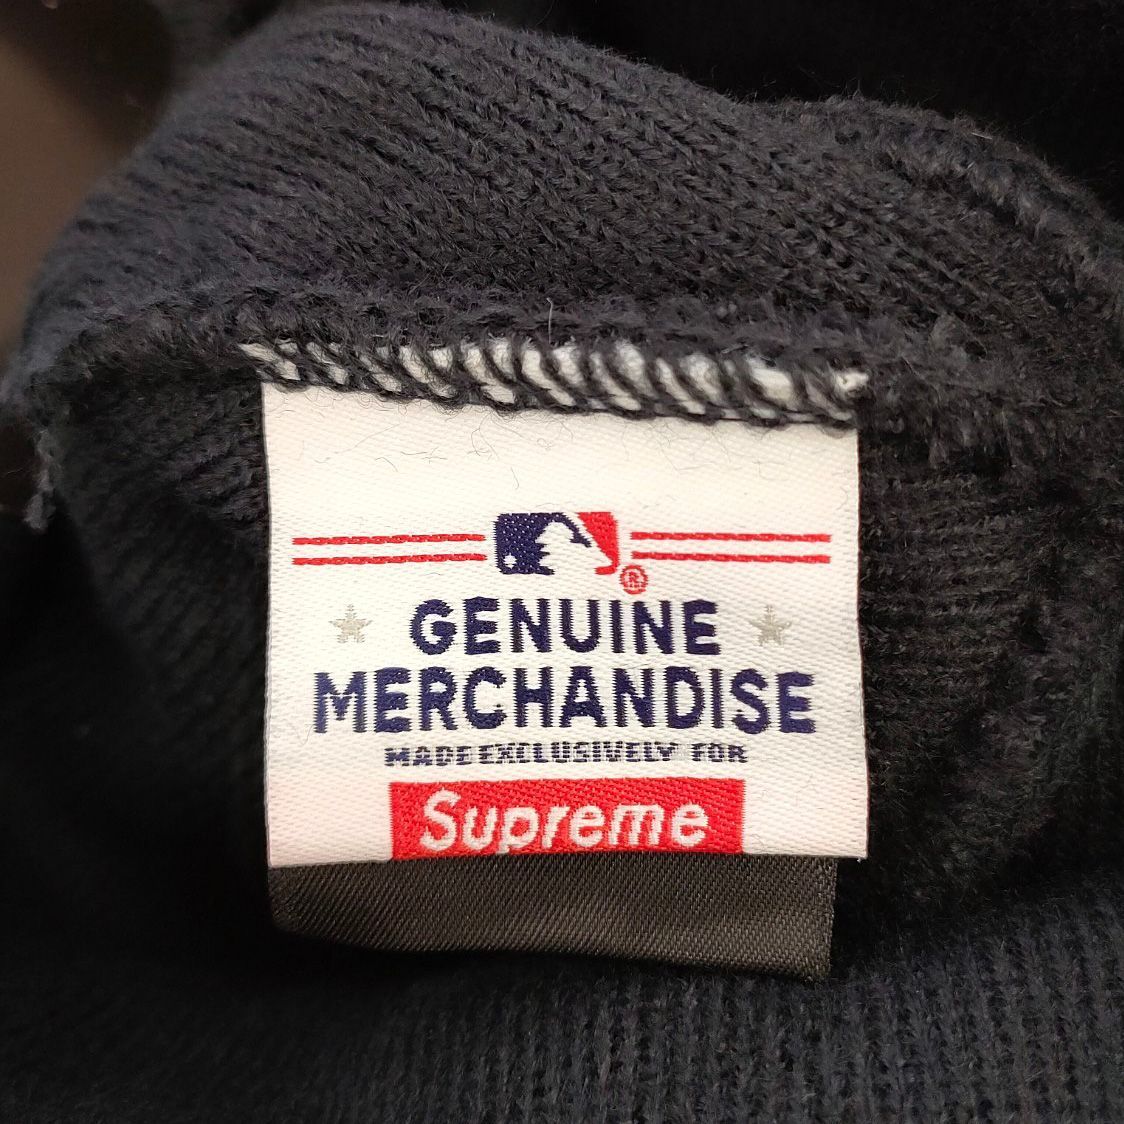 ®
GENUINE
MERCHANDISE
MADE EXCLUSIVELY FOR
Supreme